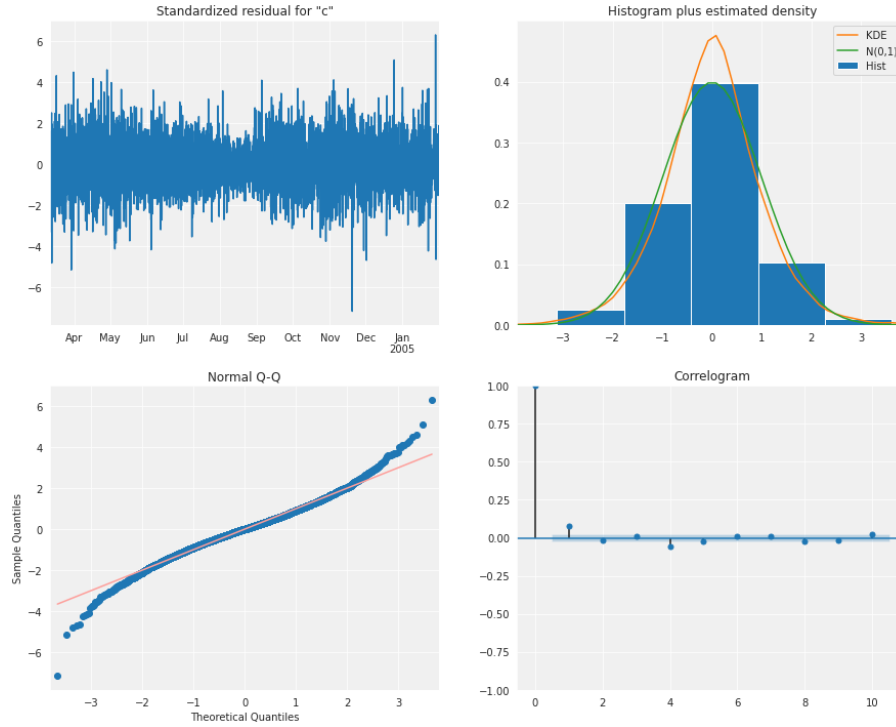 Standardized residual for "c"
6
4
2
0
−2
−4
−6
Apr May Jun Jul Aug Sep Oct Nov Dec Jan
2005
Histogram plus estimated density
KDE
N(0,1)
Hist
0.4
0.3
0.2
0.1
0.0
−3 −2 −1 0 1 2 3
Normal Q-Q
Sample Quantiles
6
4
2
0
−2
−4
−6
−3 −2 −1 0 1 2 3
Theoretical Quantiles
Correlogram
1.00
0.75
0.50
0.25
0.00
−0.25
−0.50
−0.75
−1.00
0 2 4 6 8 10